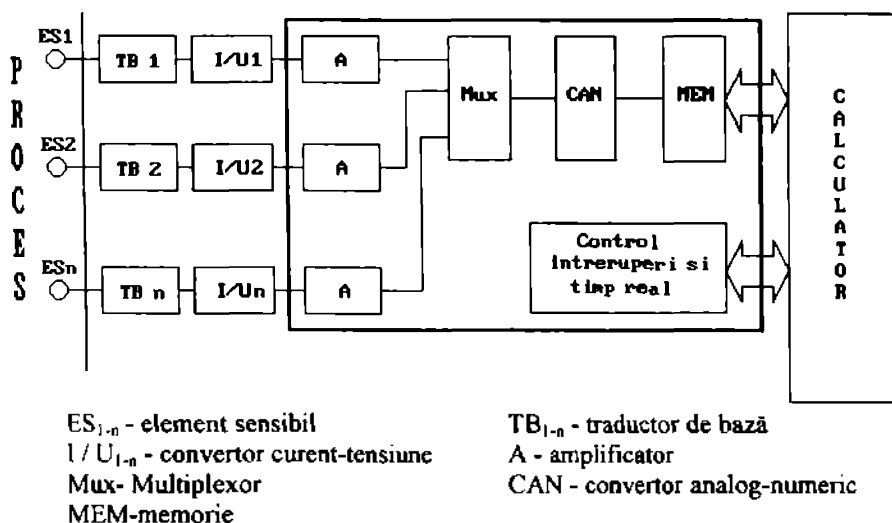 PROCES
ES1
TB 1
I/U1
A
Mux
CAN
MEM
CALCULATOR
ES2
TB 2
I/U2
A
ESn
TB n
I/Un
A
Control
intreruperi si
timp real
ES1-n - element sensibil
I / U1-n - convertor curent-tensiune
Mux- Multiplexor
MEM-memorie
TB1-n - traductor de bază
A - amplificator
CAN - convertor analog-numeric